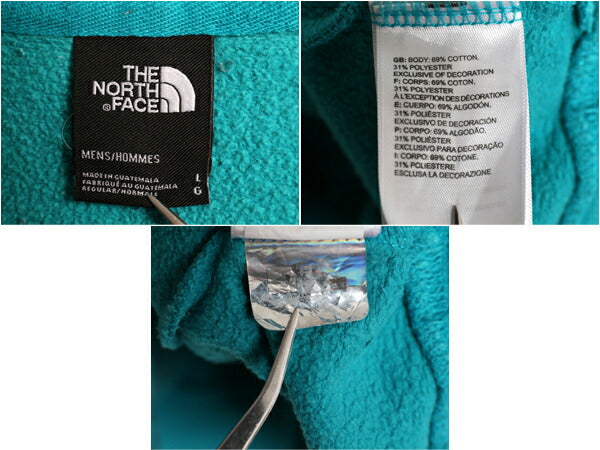 THE
NORTH
FACE
MENS/HOMMES
L
G
MADE IN GUATEMALA
FABRIQUÉ AU GUATEMALA
REGULAR/NORMALE
GB: BODY: 69% COTTON,
31% POLYESTER
EXCLUSIVE OF DECORATION
F: CORPS: 69% COTON,
31% POLYESTER
À L'EXCEPTION DES DÉCORATIONS
E: CUERPO: 69% ALGODÓN,
31% POLIÉSTER
EXCLUSIVO DE DECORACIÓN
P: CORPO: 69% ALGODÃO,
31% POLIÉSTER
EXCLUSIVO PARA DECORAÇÃO
I: CORPO: 69% COTONE,
31% POLIESTERE
ESCLUSA LA DECORAZIONE